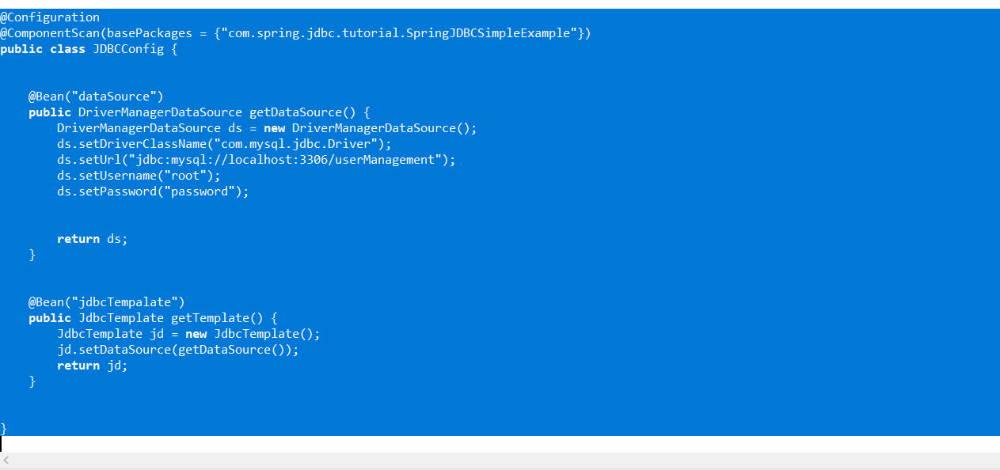 @Configuration
@ComponentScan(basePackages = {"com.spring.jdbc.tutorial.SpringJDBCSimpleExample"})
public class JDBCConfig {
@Bean("dataSource")
public DriverManagerDataSource getDataSource() {
DriverManagerDataSource ds = new DriverManagerDataSource();
ds.setDriverClassName("com.mysql.jdbc.Driver");
ds.setUrl("jdbc:mysql://localhost:3306/userManagement");
ds.setUsername("root");
ds.setPassword("password");
return ds;
}
@Bean("jdbcTempalate")
public JdbcTemplate getTemplate() {
JdbcTemplate jd = new JdbcTemplate();
jd.setDataSource(getDataSource());
return jd;
}
}